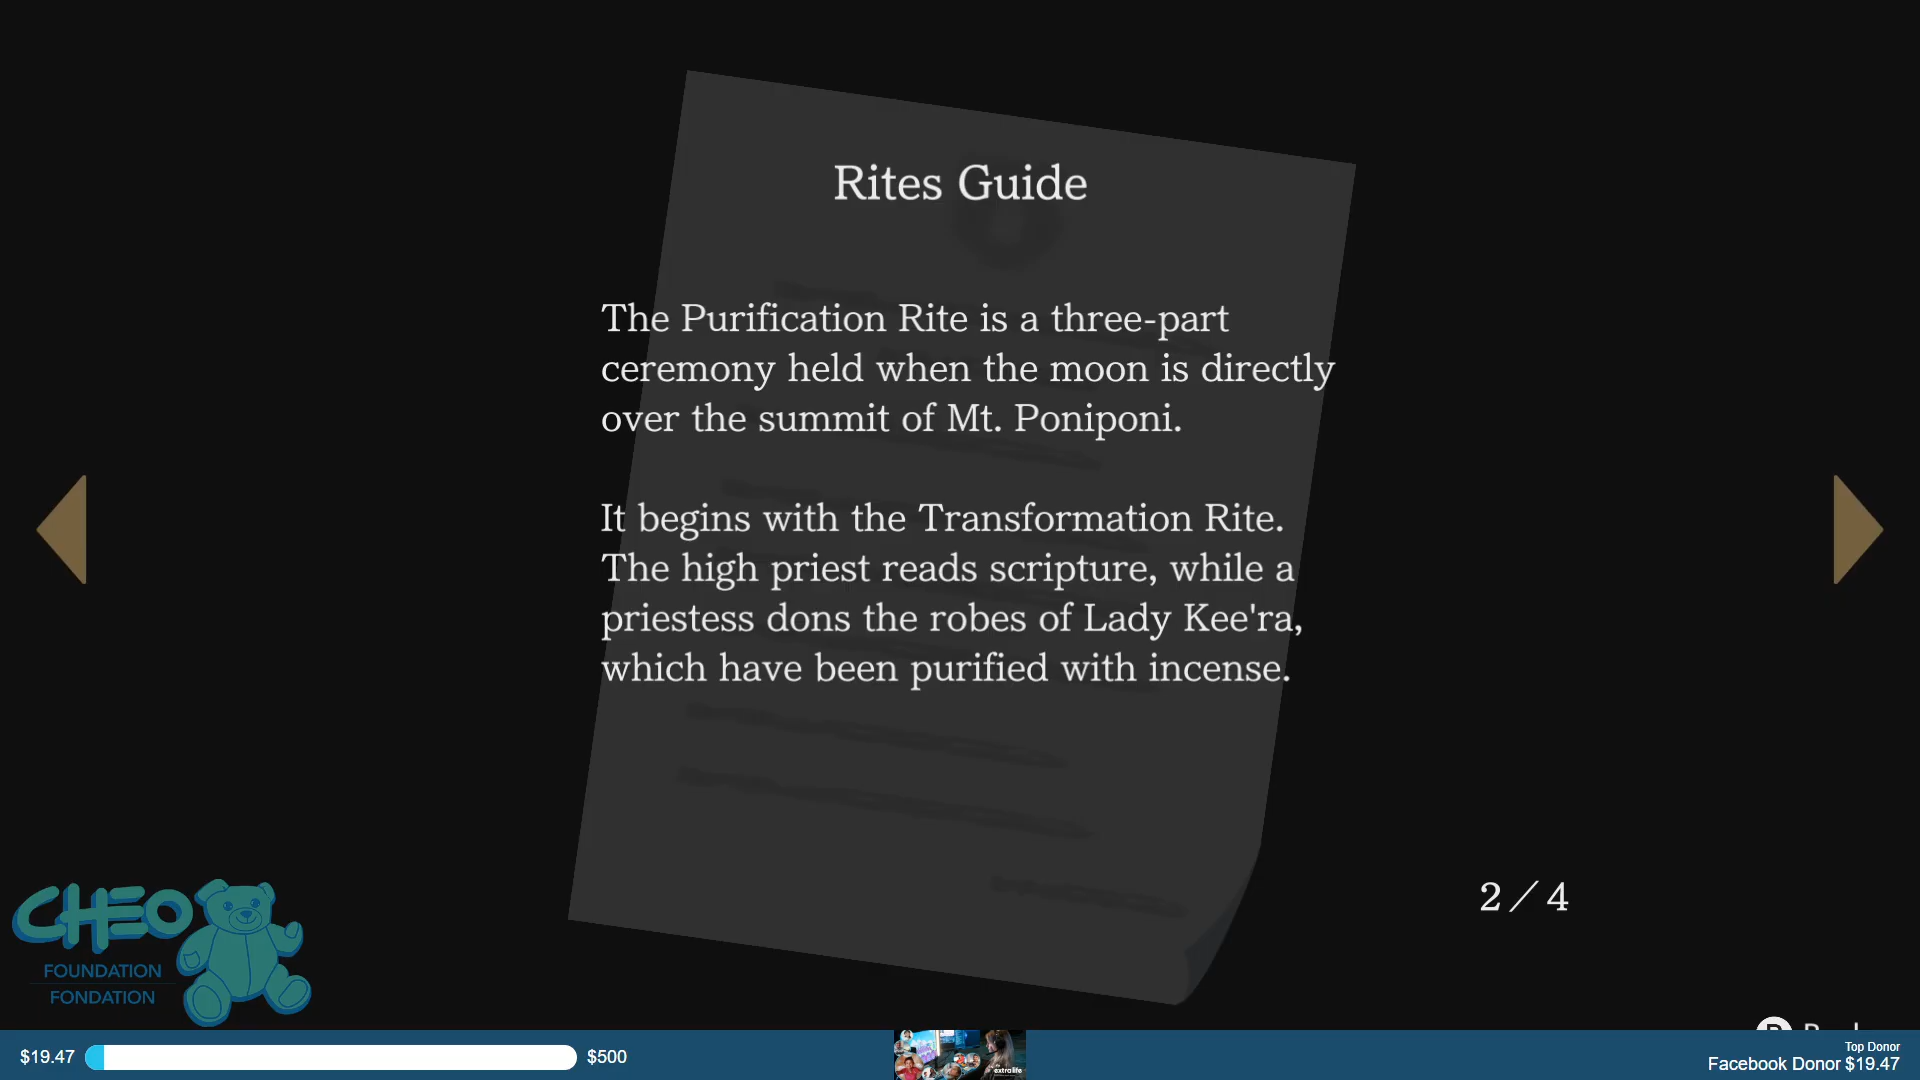 Rites Guide
The Purification Rite is a three-part
ceremony held when the moon is directly
over the summit of Mt. Poniponi.
It begins with the Transformation Rite.
The high priest reads scripture, while a
priestess dons the robes of Lady Kee'ra,
which have been purified with incense.
2/4
CHEO
FOUNDATION
FONDATION
$19.47
$500
extralife
Top Donor
Facebook Donor $19.47